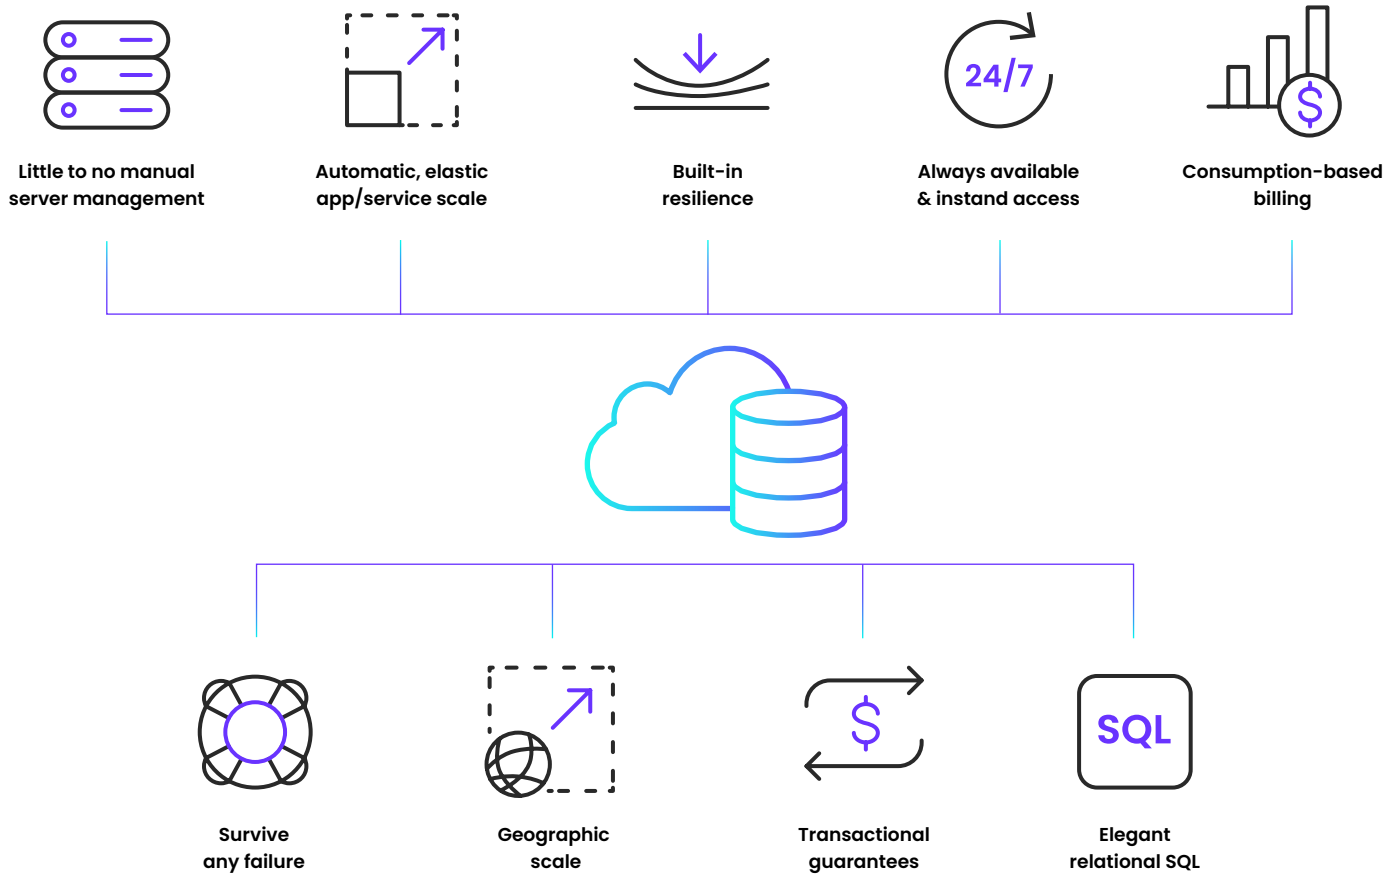 24/7
$
Little to no manual
server management
Automatic, elastic
app/service scale
Built-in
resilience
Always available
& instand access
Consumption-based
billing
$
SQL
Survive
any failure
Geographic
scale
Transactional
guarantees
Elegant
relational SQL